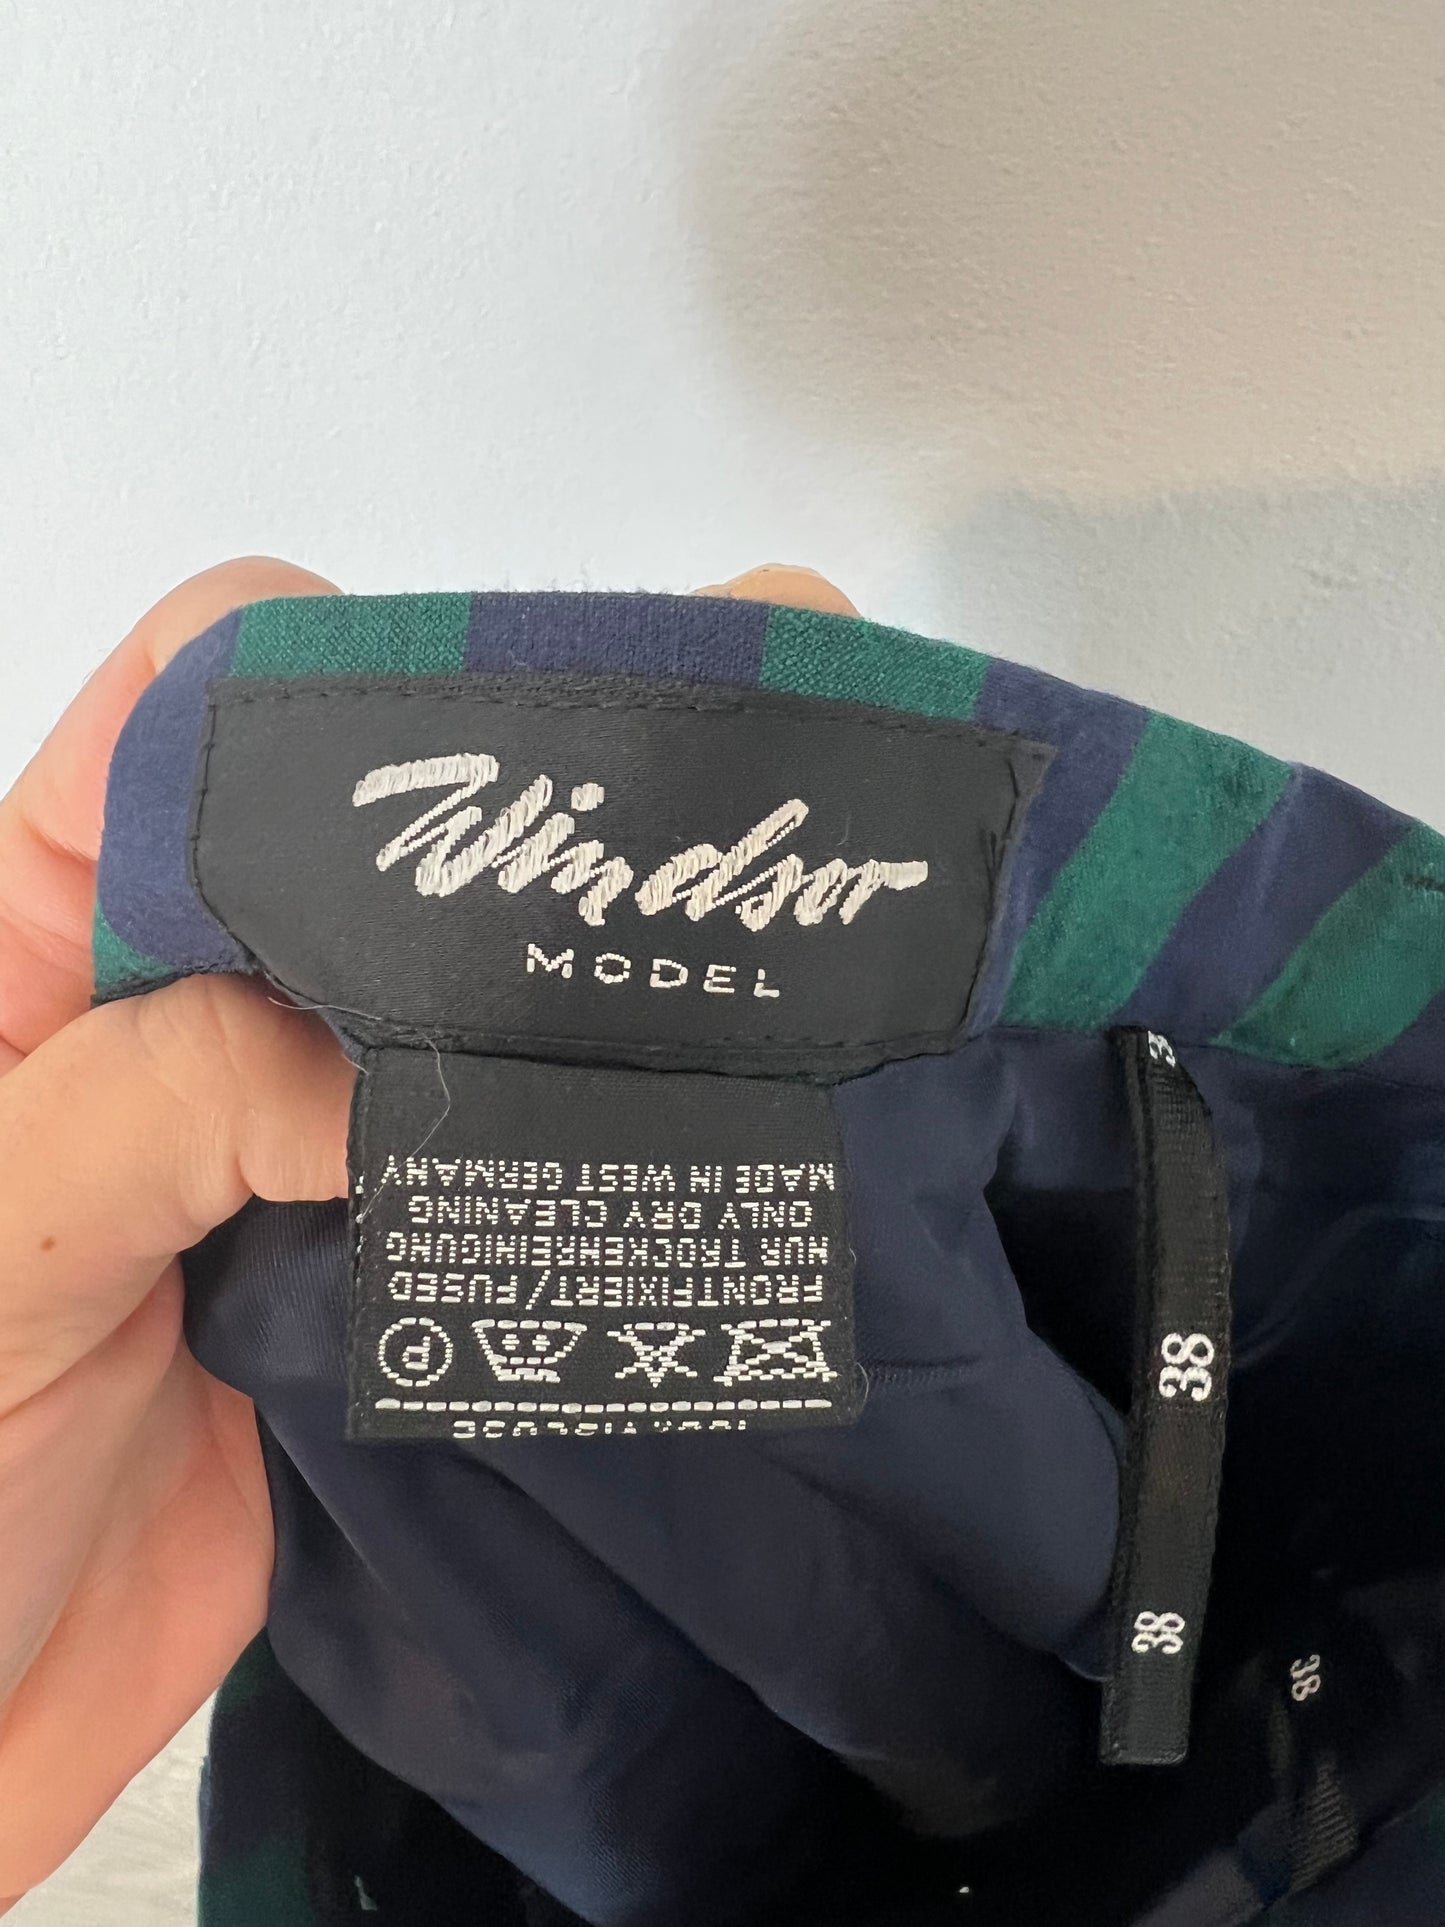 Windsor
MODEL
P
FRONTFIXIERT/FUSED
NUR TROCKENREINIGUNG
ONLY DRY CLEANING
MADE IN WEST GERMANY
38
38
38